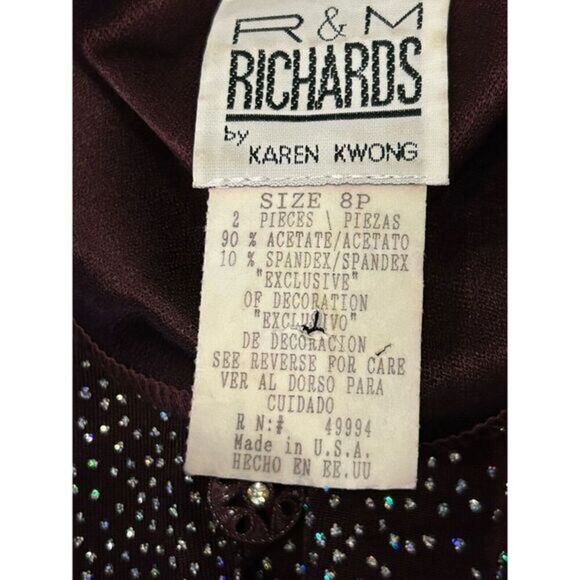 R & M
RICHARDS
by
KAREN KWONG
SIZE 8P
2 PIECES \ PIEZAS
90 % ACETATE/ACETATO
10 % SPANDEX/SPANDEX
"EXCLUSIVE"
OF DECORATION
"EXCLUSIVO"
DE DECORACION
SEE REVERSE FOR CARE
VER AL DORSO PARA
CUIDADO
R N:# 49994
Made in U.S.A.
HECHO EN EE.UU